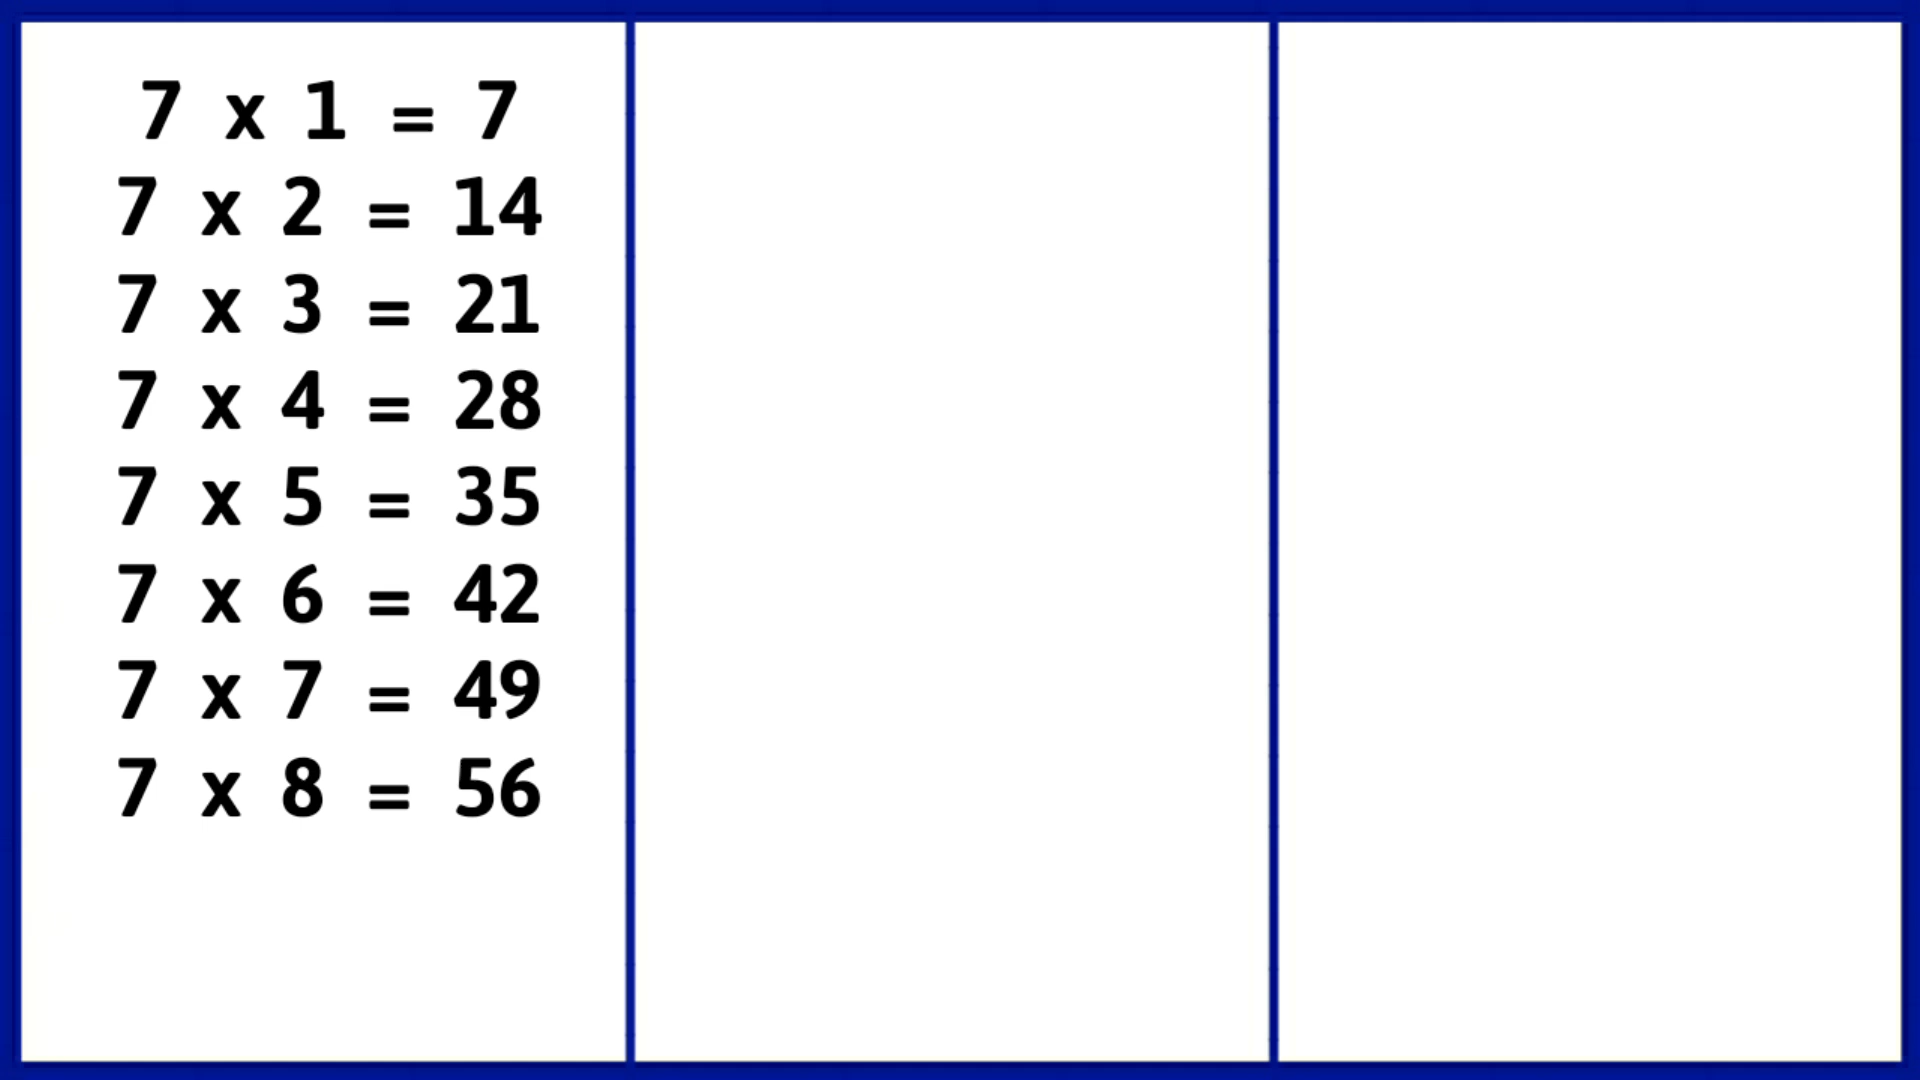 7 x 1 = 7
7 x 2 = 14
7 x 3 = 21
7 x 4 = 28
7 x 5 = 35
7 x 6 = 42
7 x 7 = 49
7 x 8 = 56